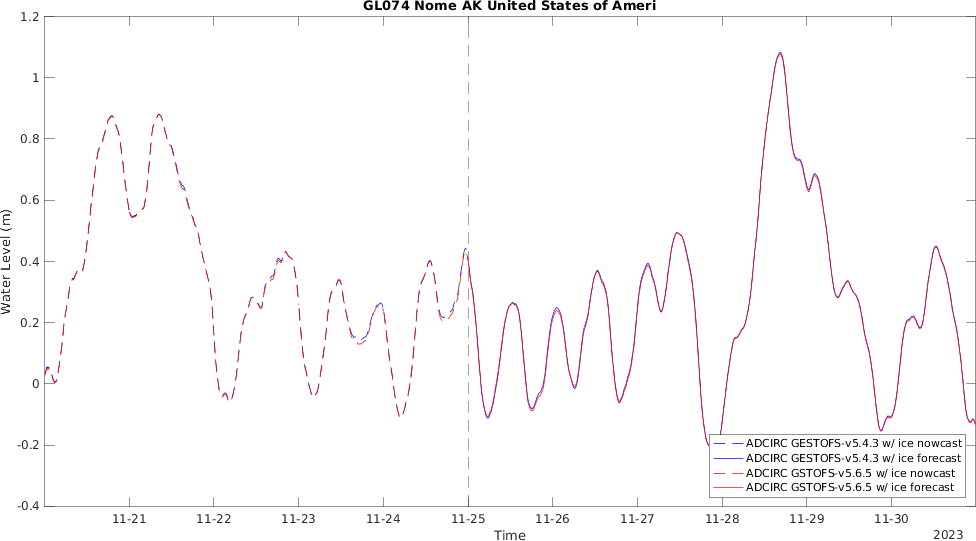 GL074 Nome AK United States of Ameri
1.2
1
0.8
0.6
0.4
0.2
0
-0.2
-0.4
Water Level (m)
ADCIRC GESTOFS-v5.4.3 w/ ice nowcast
ADCIRC GESTOFS-v5.4.3 w/ ice forecast
ADCIRC GSTOFS-v5.6.5 w/ ice nowcast
ADCIRC GSTOFS-v5.6.5 w/ ice forecast
11-21 11-22 11-23 11-24 11-25 11-26 11-27 11-28 11-29 11-30
Time
2023